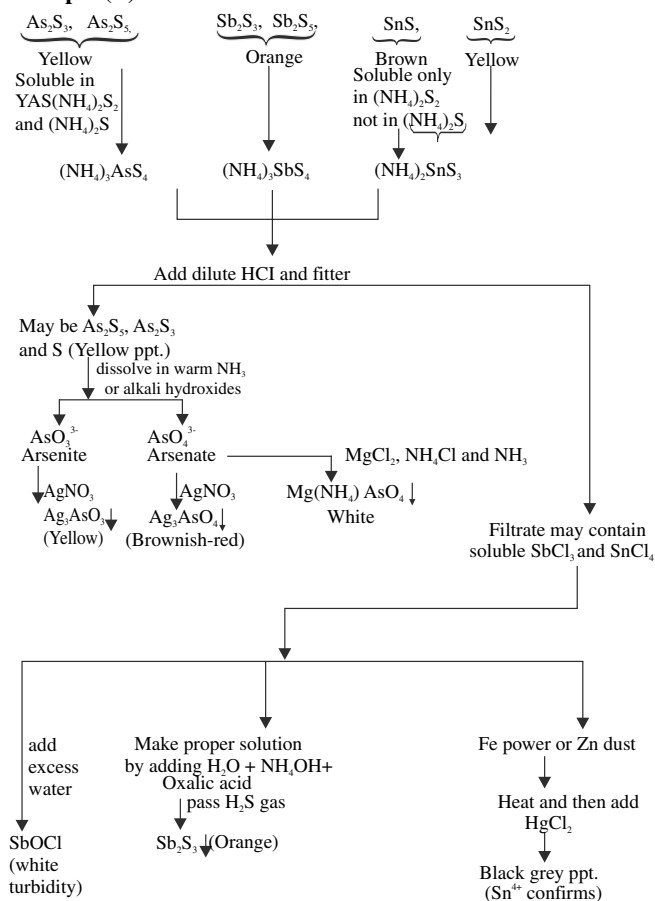 As₂S₃, As₂S₅,
Sb₂S₃, Sb₂S₅,
SnS,
SnS₂
Yellow
Soluble in
YAS(NH₄)₂S₂
and (NH₄)₂S
Orange
Brown
Soluble only
in (NH₄)₂S₂
not in (NH₄)₂S
Yellow
(NH₄)₃AsS₄
(NH₄)₃SbS₄
(NH₄)₂SnS₃
Add dilute HCI and fitter
May be As₂S₅, As₂S₃
and S (Yellow ppt.)
dissolve in warm NH₃
or alkali hydroxides
AsO₃³⁻
Arsenite
AsO₄³⁻
Arsenate
MgCl₂, NH₄Cl and NH₃
AgNO₃
Ag₃AsO₃↓
(Yellow)
AgNO₃
Ag₃AsO₄↓
(Brownish-red)
Mg(NH₄) AsO₄↓
White
Filtrate may contain
soluble SbCl₃ and SnCl₄
add
excess
water
SbOCl
(white
turbidity)
Make proper solution
by adding H₂O + NH₄OH+
Oxalic acid
pass H₂S gas
Sb₂S₃↓(Orange)
Fe power or Zn dust
Heat and then add
HgCl₂
Black grey ppt.
(Sn⁴⁺ confirms)